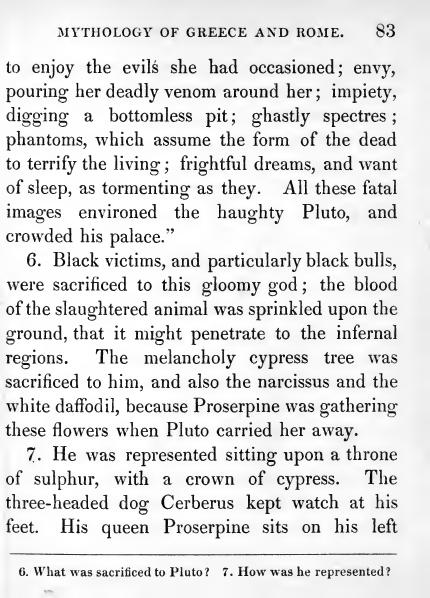 MYTHOLOGY OF GREECE AND ROME. 83
to enjoy the evils she had occasioned; envy,
pouring her deadly venom around her; impiety,
digging a bottomless pit; ghastly spectres;
phantoms, which assume the form of the dead
to terrify the living; frightful dreams, and want
of sleep, as tormenting as they. All these fatal
images environed the haughty Pluto, and
crowded his palace.”
6. Black victims, and particularly black bulls,
were sacrificed to this gloomy god; the blood
of the slaughtered animal was sprinkled upon the
ground, that it might penetrate to the infernal
regions. The melancholy cypress tree was
sacrificed to him, and also the narcissus and the
white daffodil, because Proserpine was gathering
these flowers when Pluto carried her away.
7. He was represented sitting upon a throne
of sulphur, with a crown of cypress. The
three-headed dog Cerberus kept watch at his
feet. His queen Proserpine sits on his left
6. What was sacrificed to Pluto? 7. How was he represented?